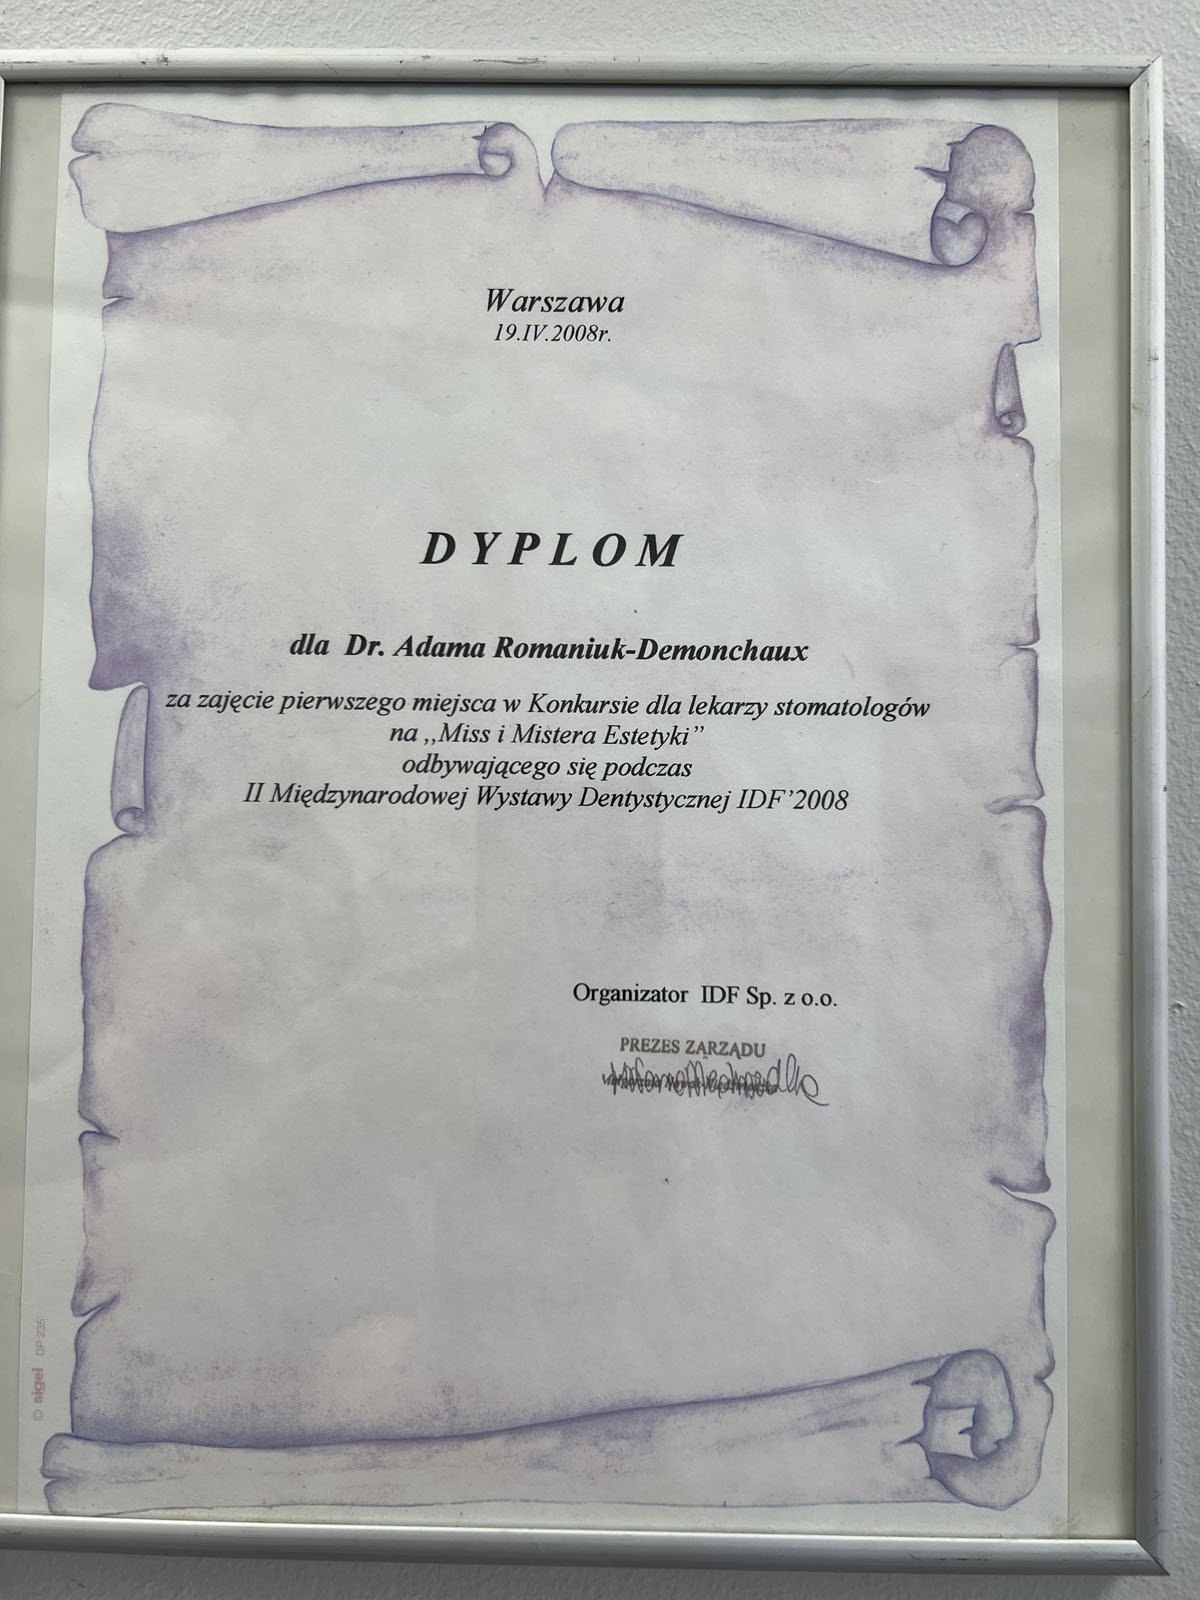 Warszawa
19.IV.2008r.
DYPLOM
dla Dr. Adama Romaniuk-Demonchaux
za zajęcie pierwszego miejsca w Konkursie dla lekarzy stomatologów
na ,,Miss i Mistera Estetyki”
odbywającego się podczas
II Międzynarodowej Wystawy Dentystycznej IDF’2008
Organizator IDF Sp. z o.o.
PREZES ZARZĄDU
© sigel DP 235